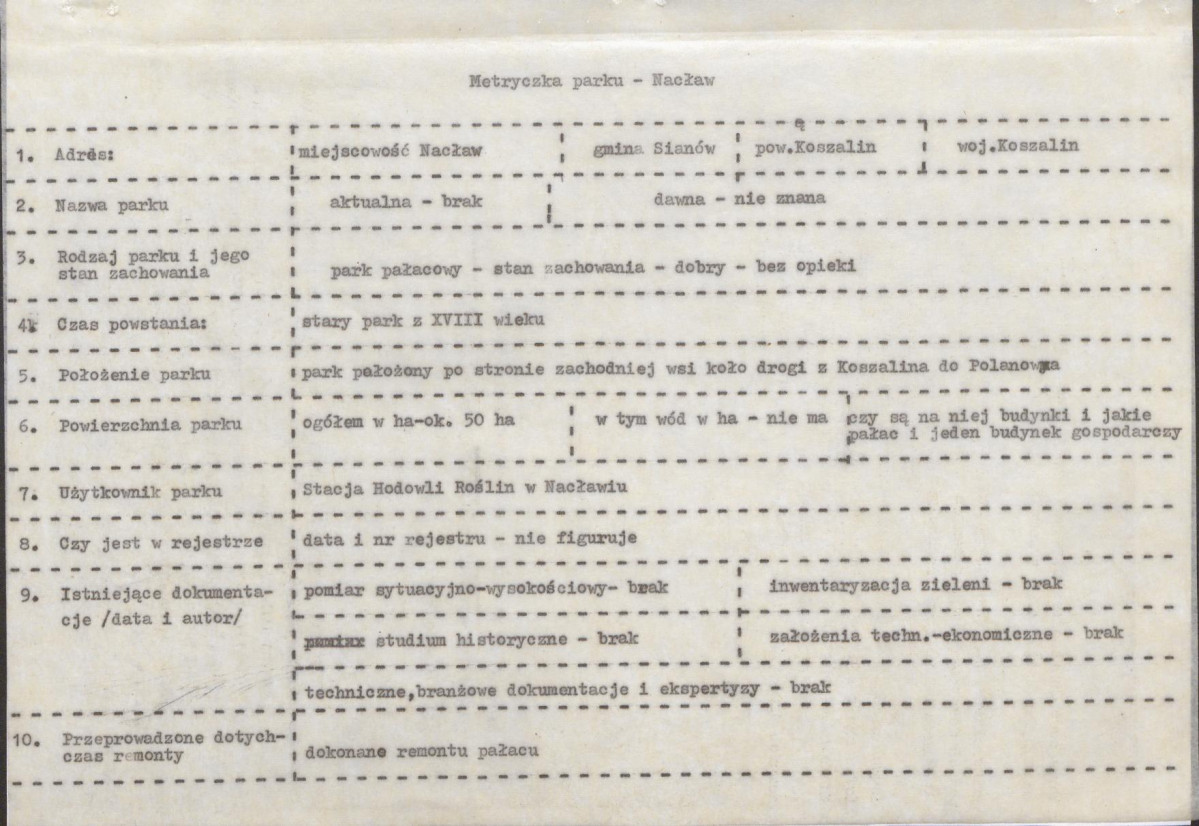 Metryczka parku - Nacław
1. Adres: miejscowość Nacław gmina Sianów pow.Koszalin woj.Koszalin
2. Nazwa parku aktualna - brak dawna - nie znana
3. Rodzaj parku i jego
stan zachowania park pałacowy - stan zachowania - dobry - bez opieki
4. Czas powstania: stary park z XVIII wieku
5. Położenie parku park położony po stronie zachodniej wsi koło drogi z Koszalina do Polanowa
6. Powierzchnia parku ogółem w ha-ok. 50 ha w tym wód w ha - nie ma czy są na niej budynki i jakie
pałac i jeden budynek gospodarczy
7. Użytkownik parku Stacja Hodowli Roślin w Nacławiu
8. Czy jest w rejestrze data i nr rejestru - nie figuruje
9. Istniejące dokumenta- pomiar sytuacyjno-wysokościowy- brak inwentaryzacja zieleni - brak
cje /data i autor/
studium historyczne - brak założenia techn.-ekonomiczne - brak
techniczne,branżowe dokumentacje i ekspertyzy - brak
10. Przeprowadzone dotych-
czas remonty dokonano remontu pałacu